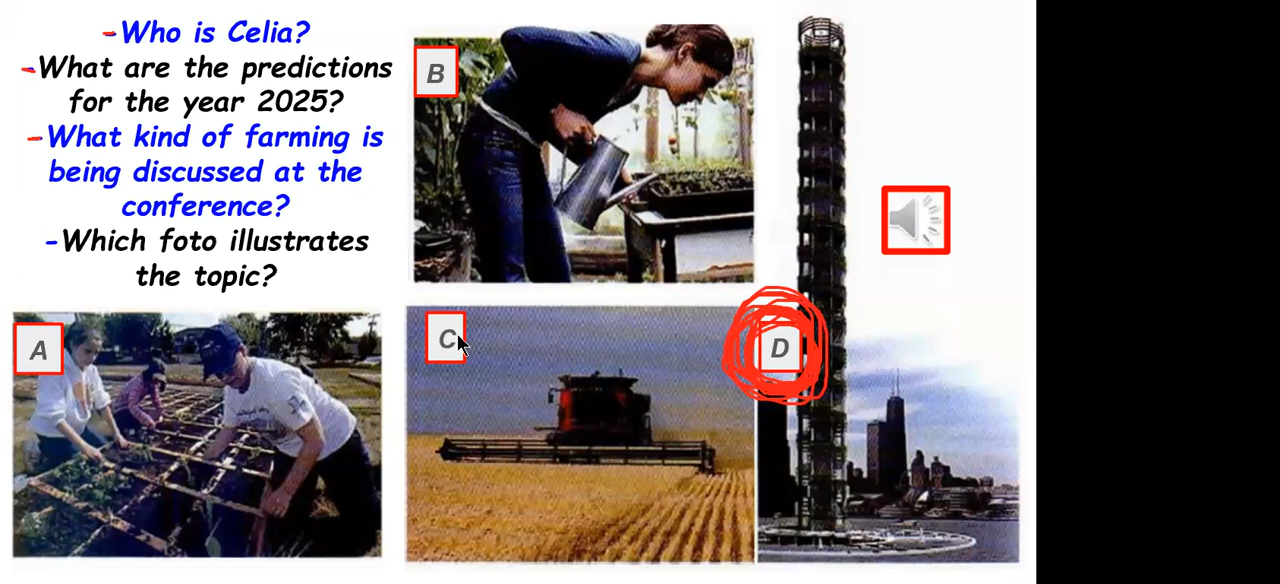 -Who is Celia?
-What are the predictions
for the year 2025?
-What kind of farming is
being discussed at the
conference?
-Which foto illustrates
the topic?
B
A
C
D